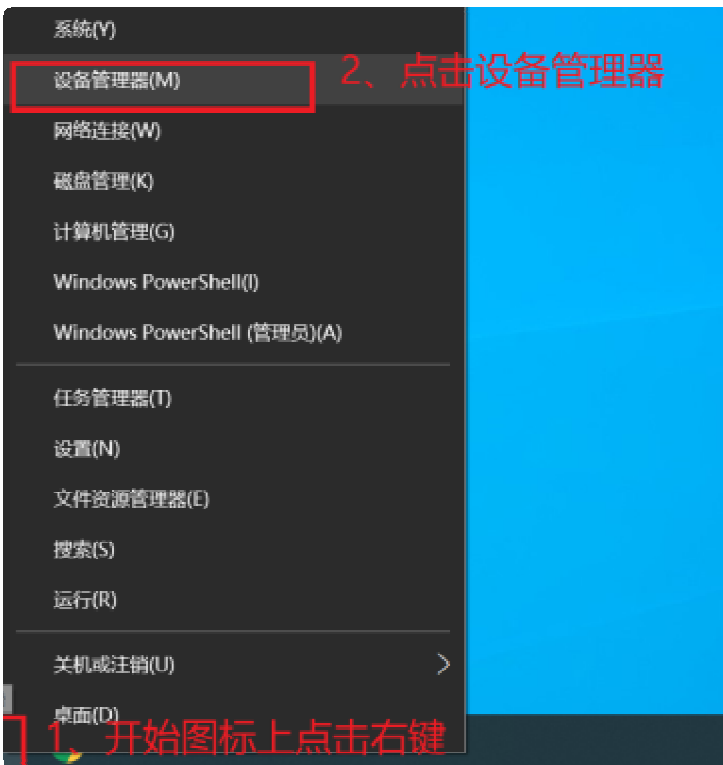 系统(Y)
设备管理器(M)
2、点击设备管理器
网络连接(W)
磁盘管理(K)
计算机管理(G)
Windows PowerShell(I)
Windows PowerShell (管理员)(A)
任务管理器(T)
设置(N)
文件资源管理器(E)
搜索(S)
运行(R)
关机或注销(U)
桌面(D)
1、开始图标上点击右键